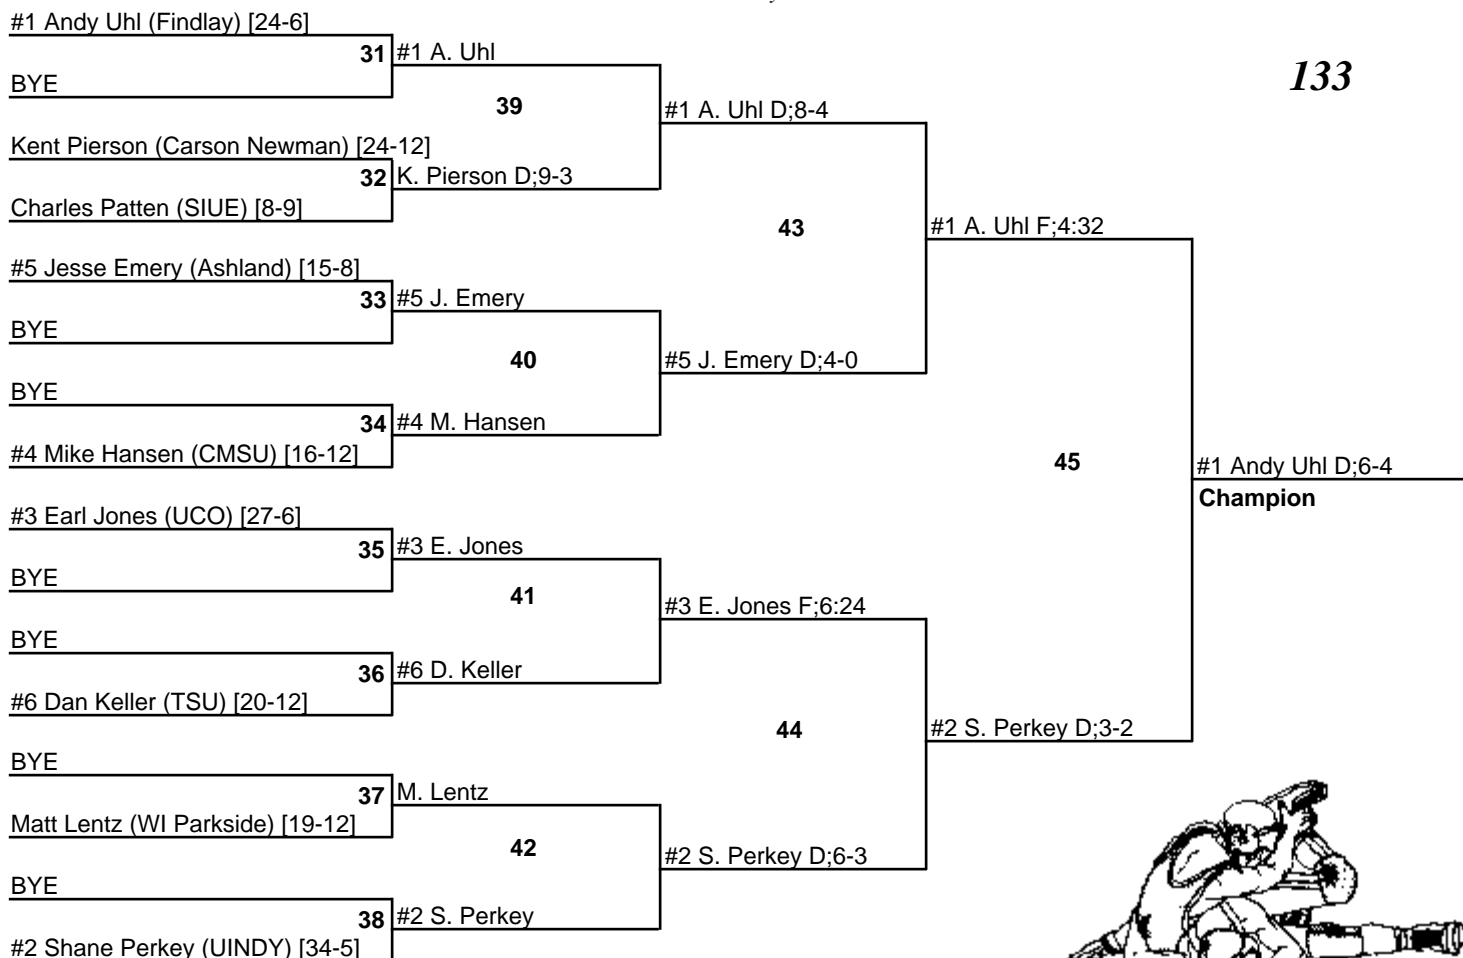 #1 Andy Uhl (Findlay) [24-6]
31 #1 A. Uhl
BYE
133
39
#1 A. Uhl D;8-4
Kent Pierson (Carson Newman) [24-12]
32 K. Pierson D;9-3
Charles Patten (SIUE) [8-9]
43
#1 A. Uhl F;4:32
#5 Jesse Emery (Ashland) [15-8]
33 #5 J. Emery
BYE
40
#5 J. Emery D;4-0
BYE
34 #4 M. Hansen
#4 Mike Hansen (CMSU) [16-12]
45
#1 Andy Uhl D;6-4
Champion
#3 Earl Jones (UCO) [27-6]
35 #3 E. Jones
BYE
41
#3 E. Jones F;6:24
BYE
36 #6 D. Keller
#6 Dan Keller (TSU) [20-12]
44
#2 S. Perkey D;3-2
BYE
37 M. Lentz
Matt Lentz (WI Parkside) [19-12]
42
#2 S. Perkey D;6-3
BYE
38 #2 S. Perkey
#2 Shane Perkey (UINDY) [34-5]